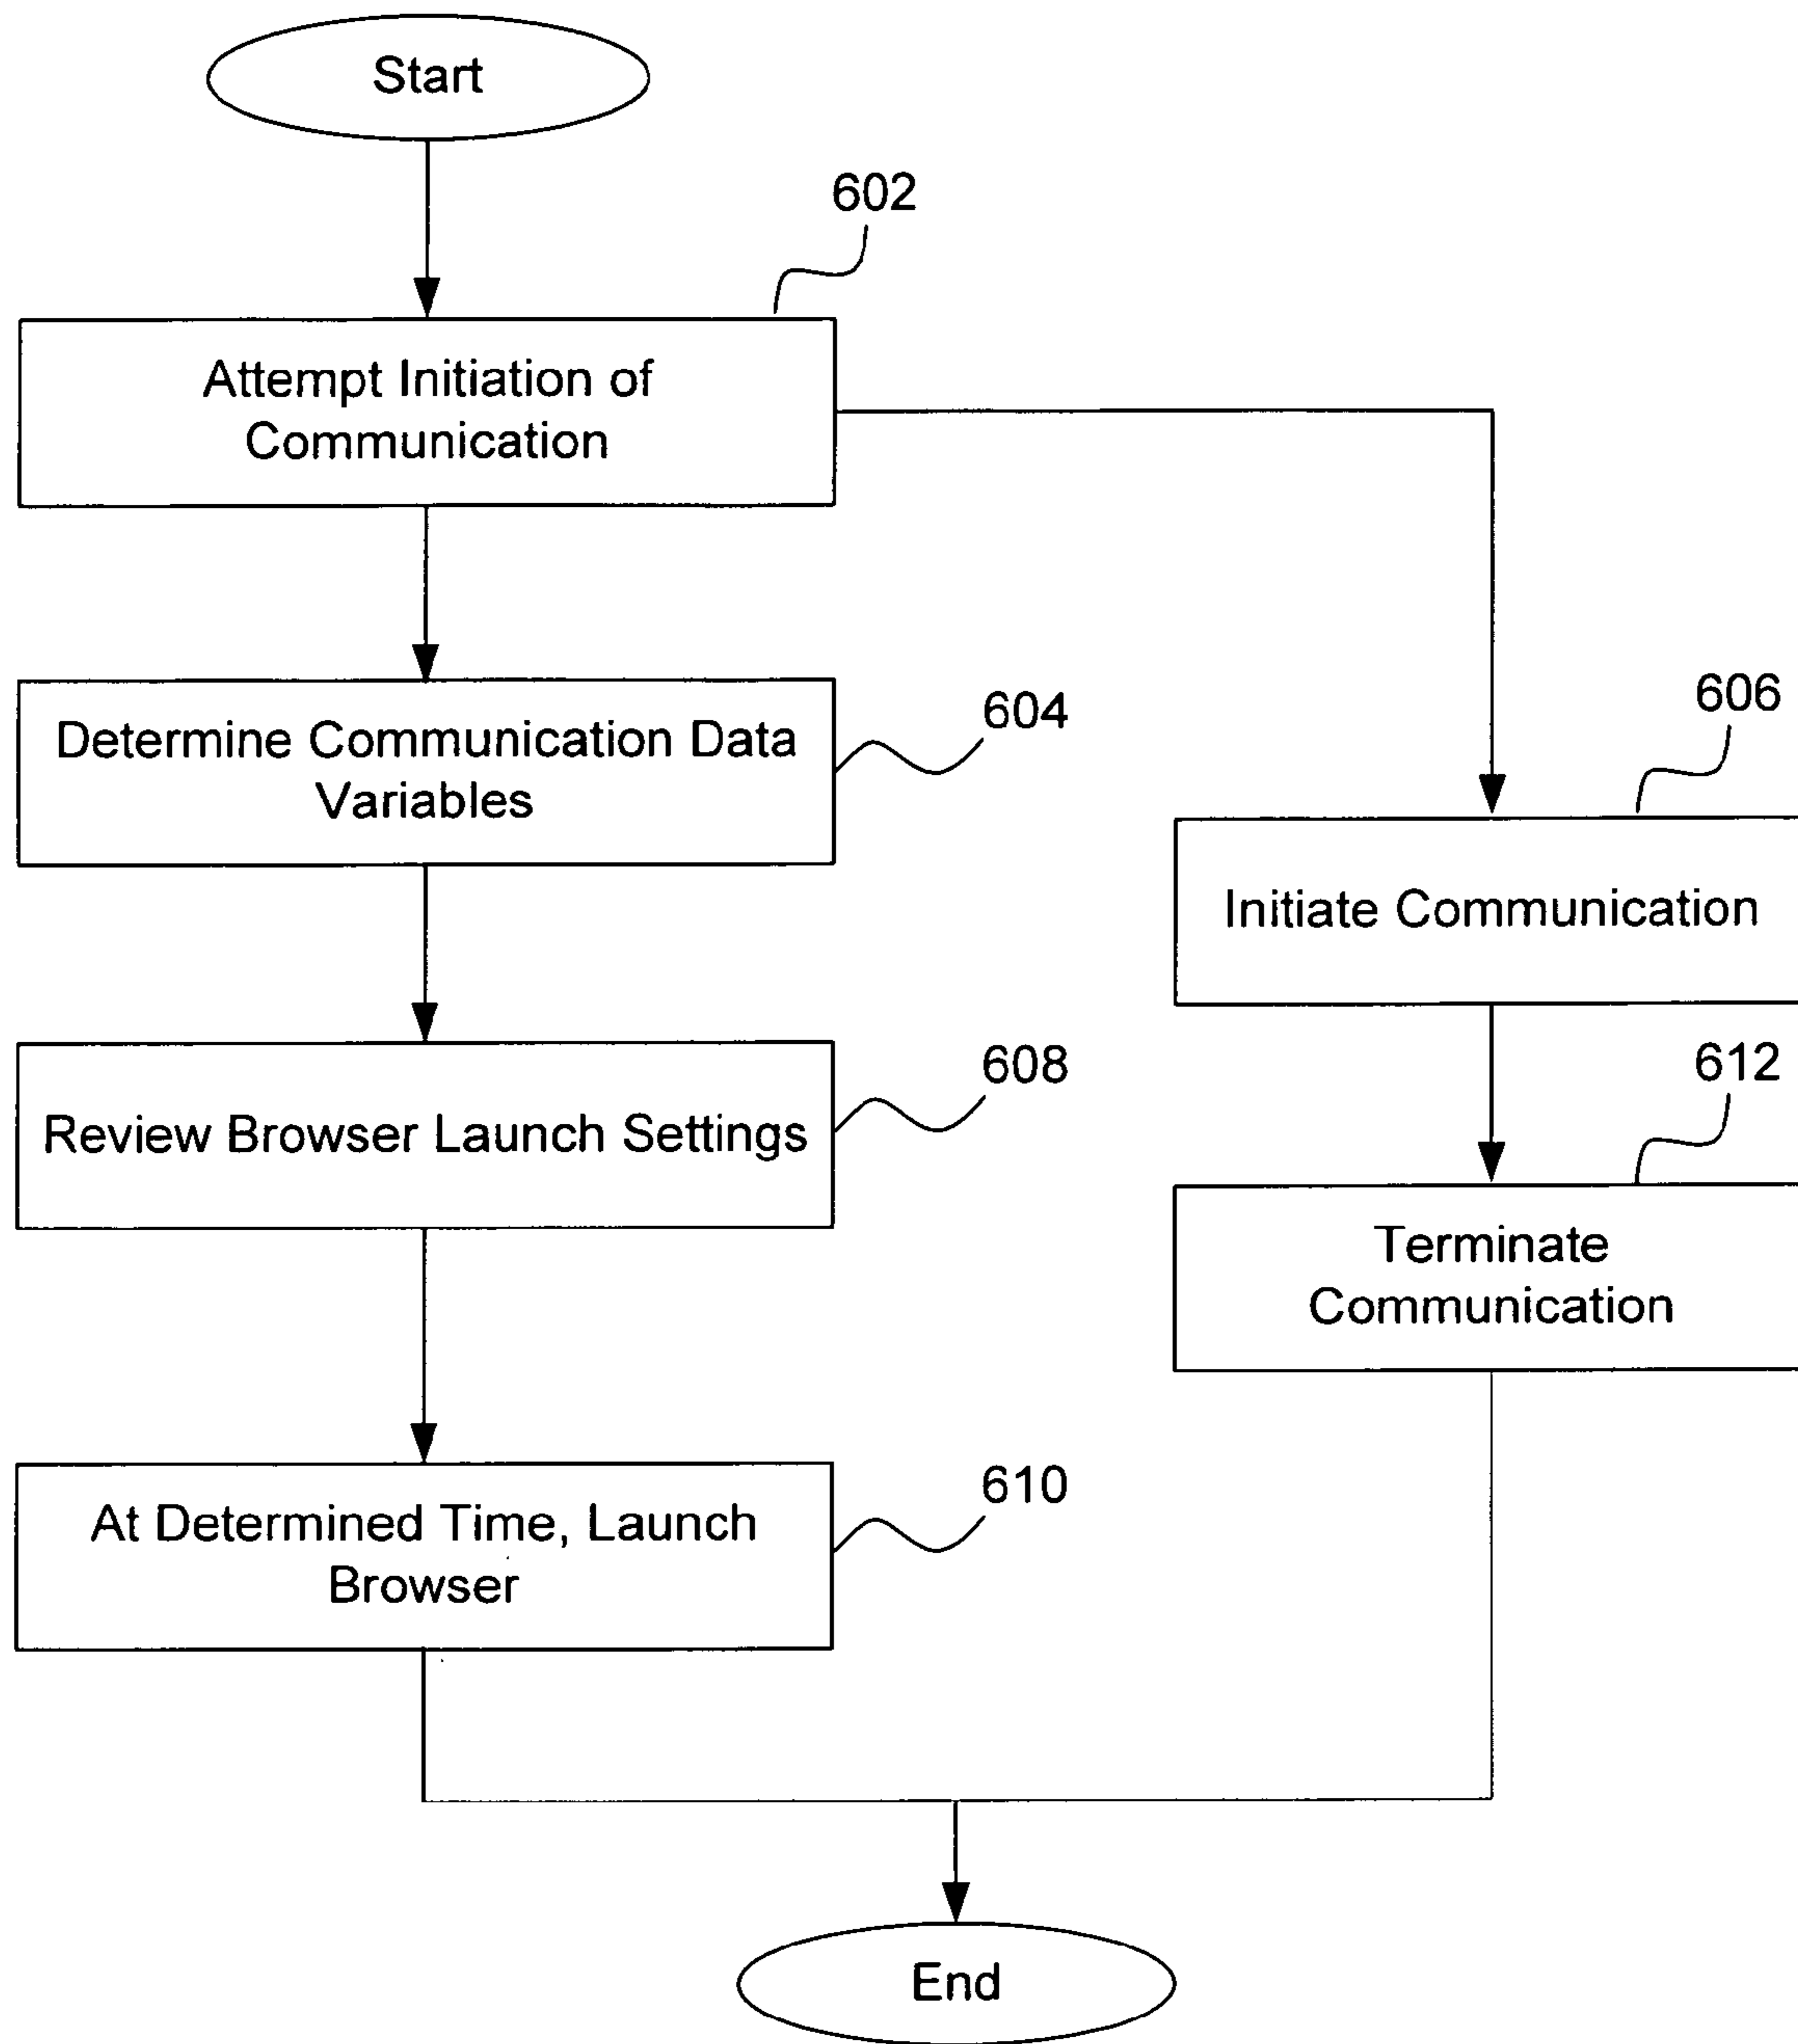 Start
602
Attempt Initiation of
Communication
604
Determine Communication Data
Variables
606
Initiate Communication
608
Review Browser Launch Settings
612
Terminate
Communication
610
At Determined Time, Launch
Browser
End